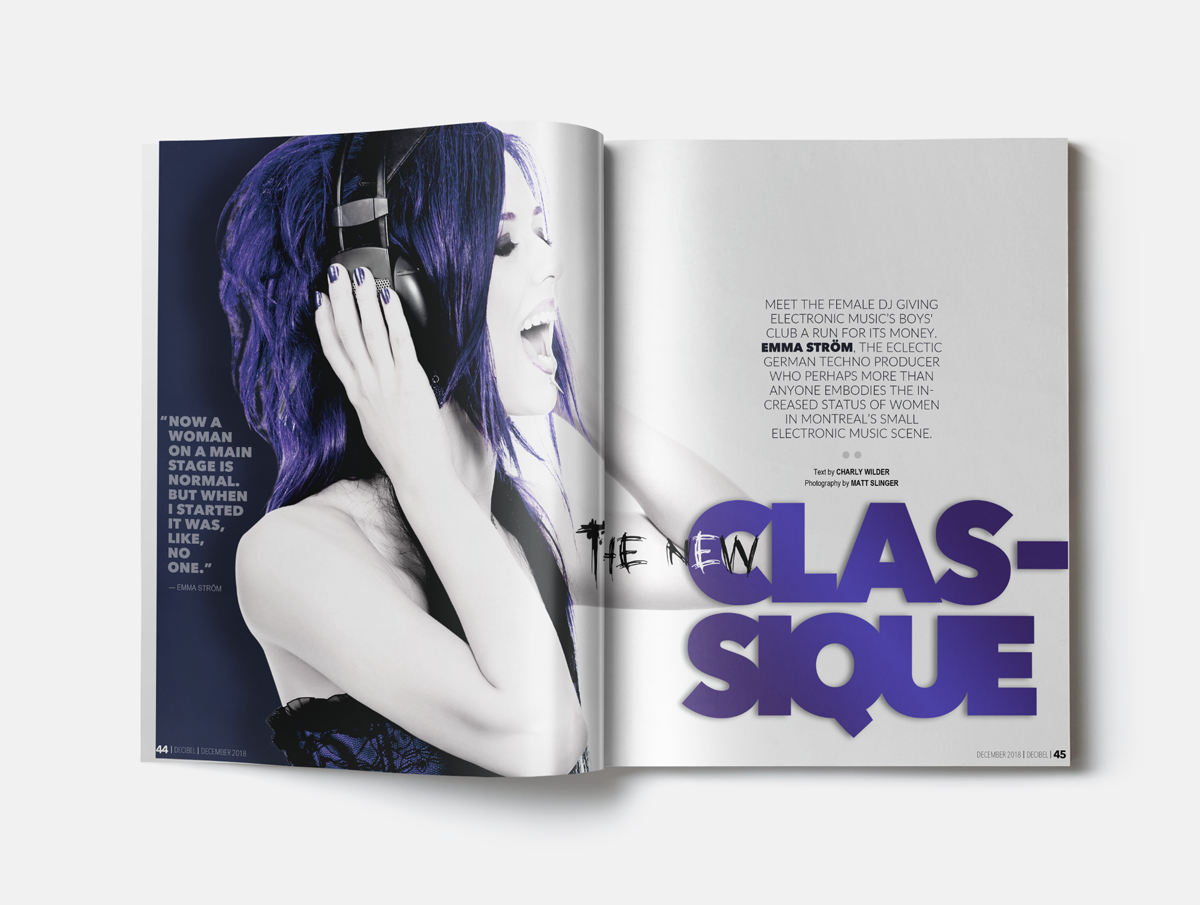 “NOW A
WOMAN
ON A MAIN
STAGE IS
NORMAL.
BUT WHEN
I STARTED
IT WAS,
LIKE,
NO
ONE.”
— EMMA STRÖM
44 | DECIBEL | DECEMBER 2018
MEET THE FEMALE DJ GIVING
ELECTRONIC MUSIC’S BOYS’
CLUB A RUN FOR ITS MONEY.
EMMA STRÖM, THE ECLECTIC
GERMAN TECHNO PRODUCER
WHO PERHAPS MORE THAN
ANYONE EMBODIES THE IN-
CREASED STATUS OF WOMEN
IN MONTREAL’S SMALL
ELECTRONIC MUSIC SCENE.
Text by CHARLY WILDER
Photography by MATT SLINGER
THE NEW
CLAS-
SIQUE
DECEMBER 2018 | DECIBEL | 45